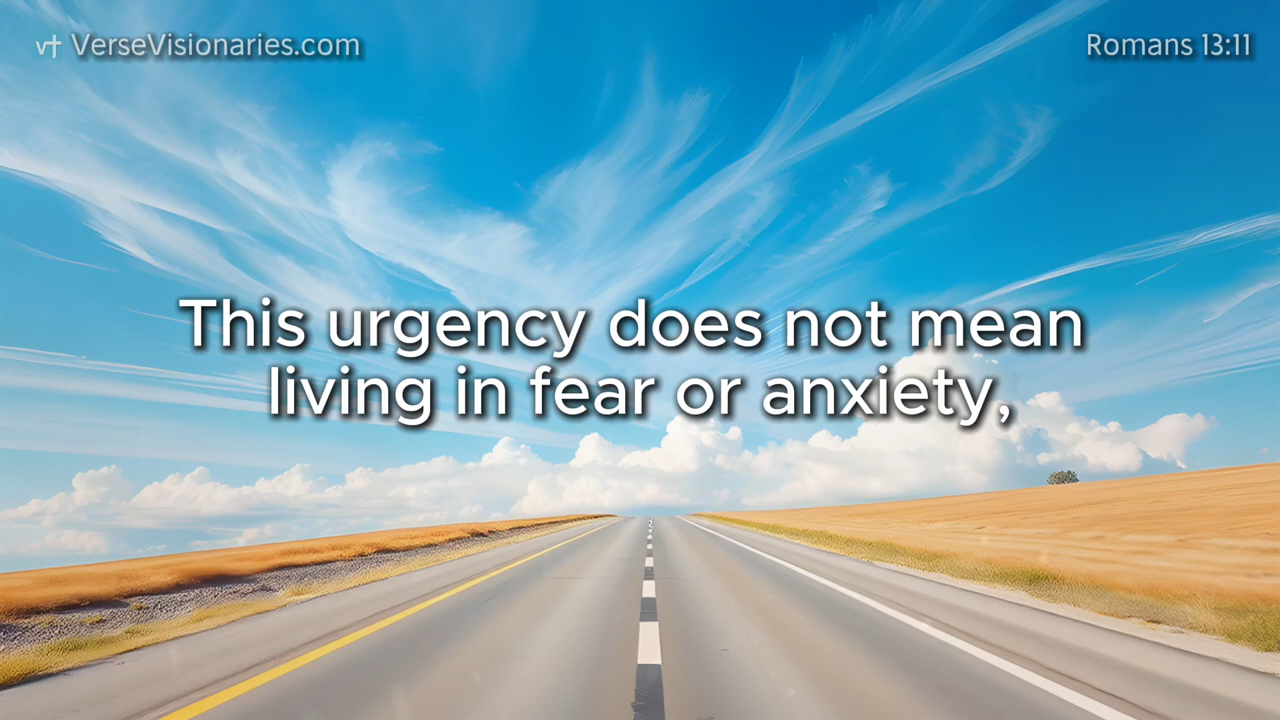 VerseVisionaries.com
Romans 13:11
This urgency does not mean
living in fear or anxiety,